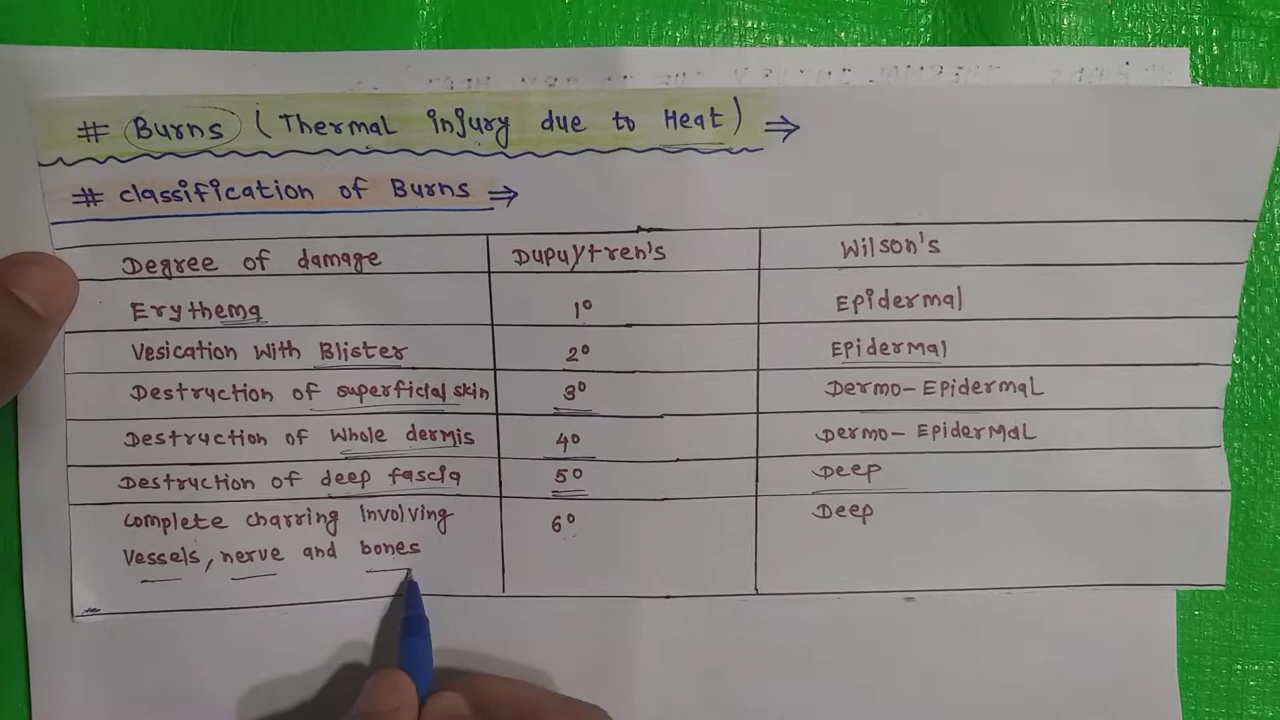 # Burns (Thermal injury due to Heat) ⇒
# classification of Burns ⇒
Degree of damage Dupuytren's Wilson's
Erythema 1° Epidermal
Vesication with Blister 2° Epidermal
Destruction of superficial skin 3° Dermo-Epidermal
Destruction of whole dermis 4° Dermo-Epidermal
Destruction of deep fascia 5° Deep
complete charring involving 6° Deep
vessels, nerve and bones